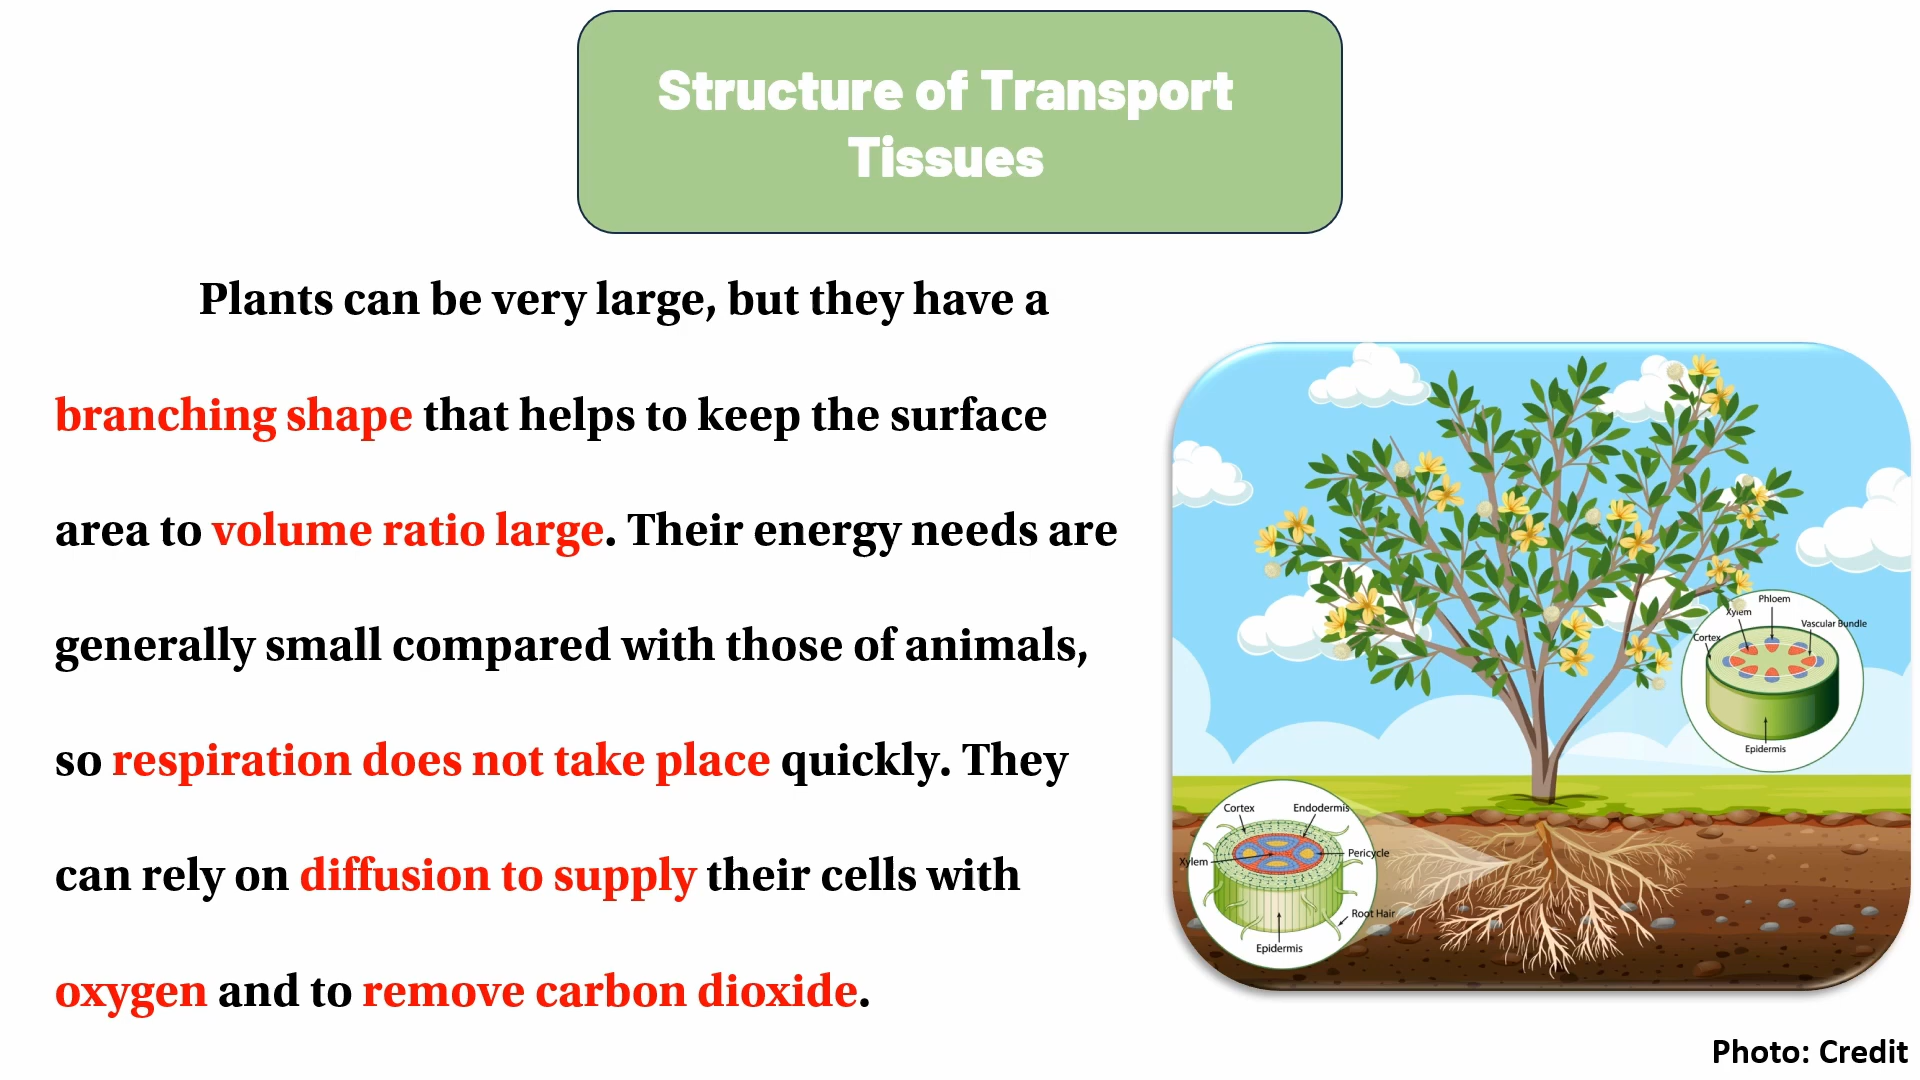 Structure of Transport
Tissues
Plants can be very large, but they have a
branching shape that helps to keep the surface
area to volume ratio large. Their energy needs are
generally small compared with those of animals,
so respiration does not take place quickly. They
can rely on diffusion to supply their cells with
oxygen and to remove carbon dioxide.
Phloem
Xylem
Vascular Bundle
Cortex
Epidermis
Cortex
Endodermis
Xylem
Pericycle
Root Hair
Epidermis
Photo: Credit